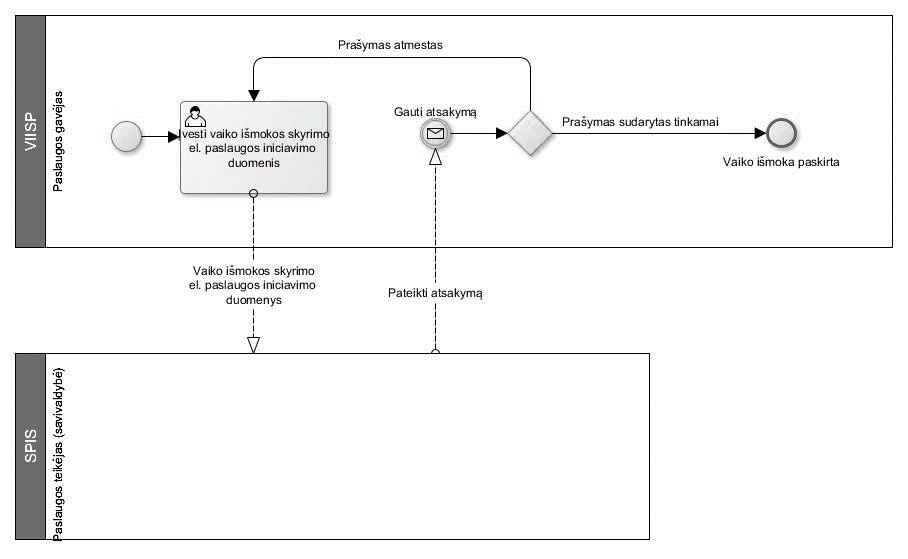 VIISP
Paslaugos gavėjas
Prašymas atmestas
vesti vaiko išmokos skyrimo
el. paslaugos iniciavimo
duomenis
Gauti atsakymą
Prašymas sudarytas tinkamai
Vaiko išmoka paskirta
Vaiko išmokos skyrimo
el. paslaugos iniciavimo
duomenys
Pateikti atsakymą
SPIS
Paslaugos teikėjas (savivaldybė)